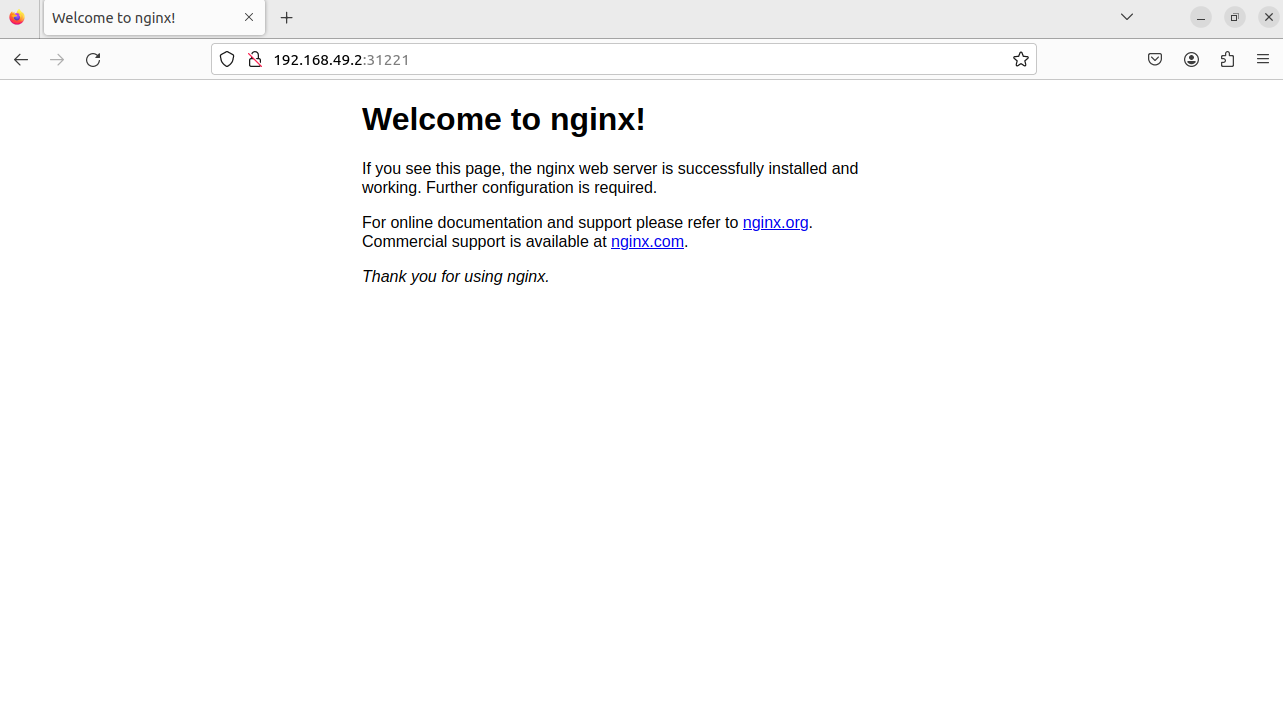 Welcome to nginx!
192.168.49.2:31221
Welcome to nginx!
If you see this page, the nginx web server is successfully installed and
working. Further configuration is required.
For online documentation and support please refer to nginx.org.
Commercial support is available at nginx.com.
Thank you for using nginx.